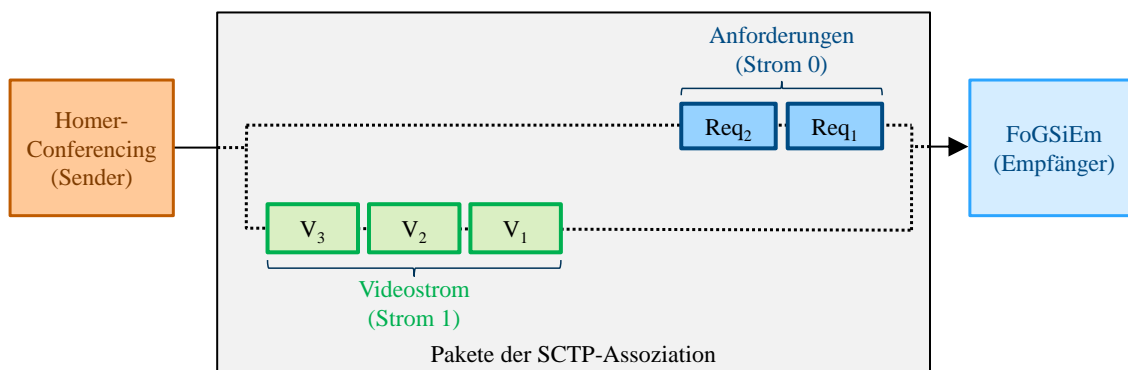 Anforderungen
(Strom 0)
Homer-
Conferencing
(Sender)
Req2
Req1
FoGSiEm
(Empfänger)
V3
V2
V1
Videostrom
(Strom 1)
Pakete der SCTP-Assoziation